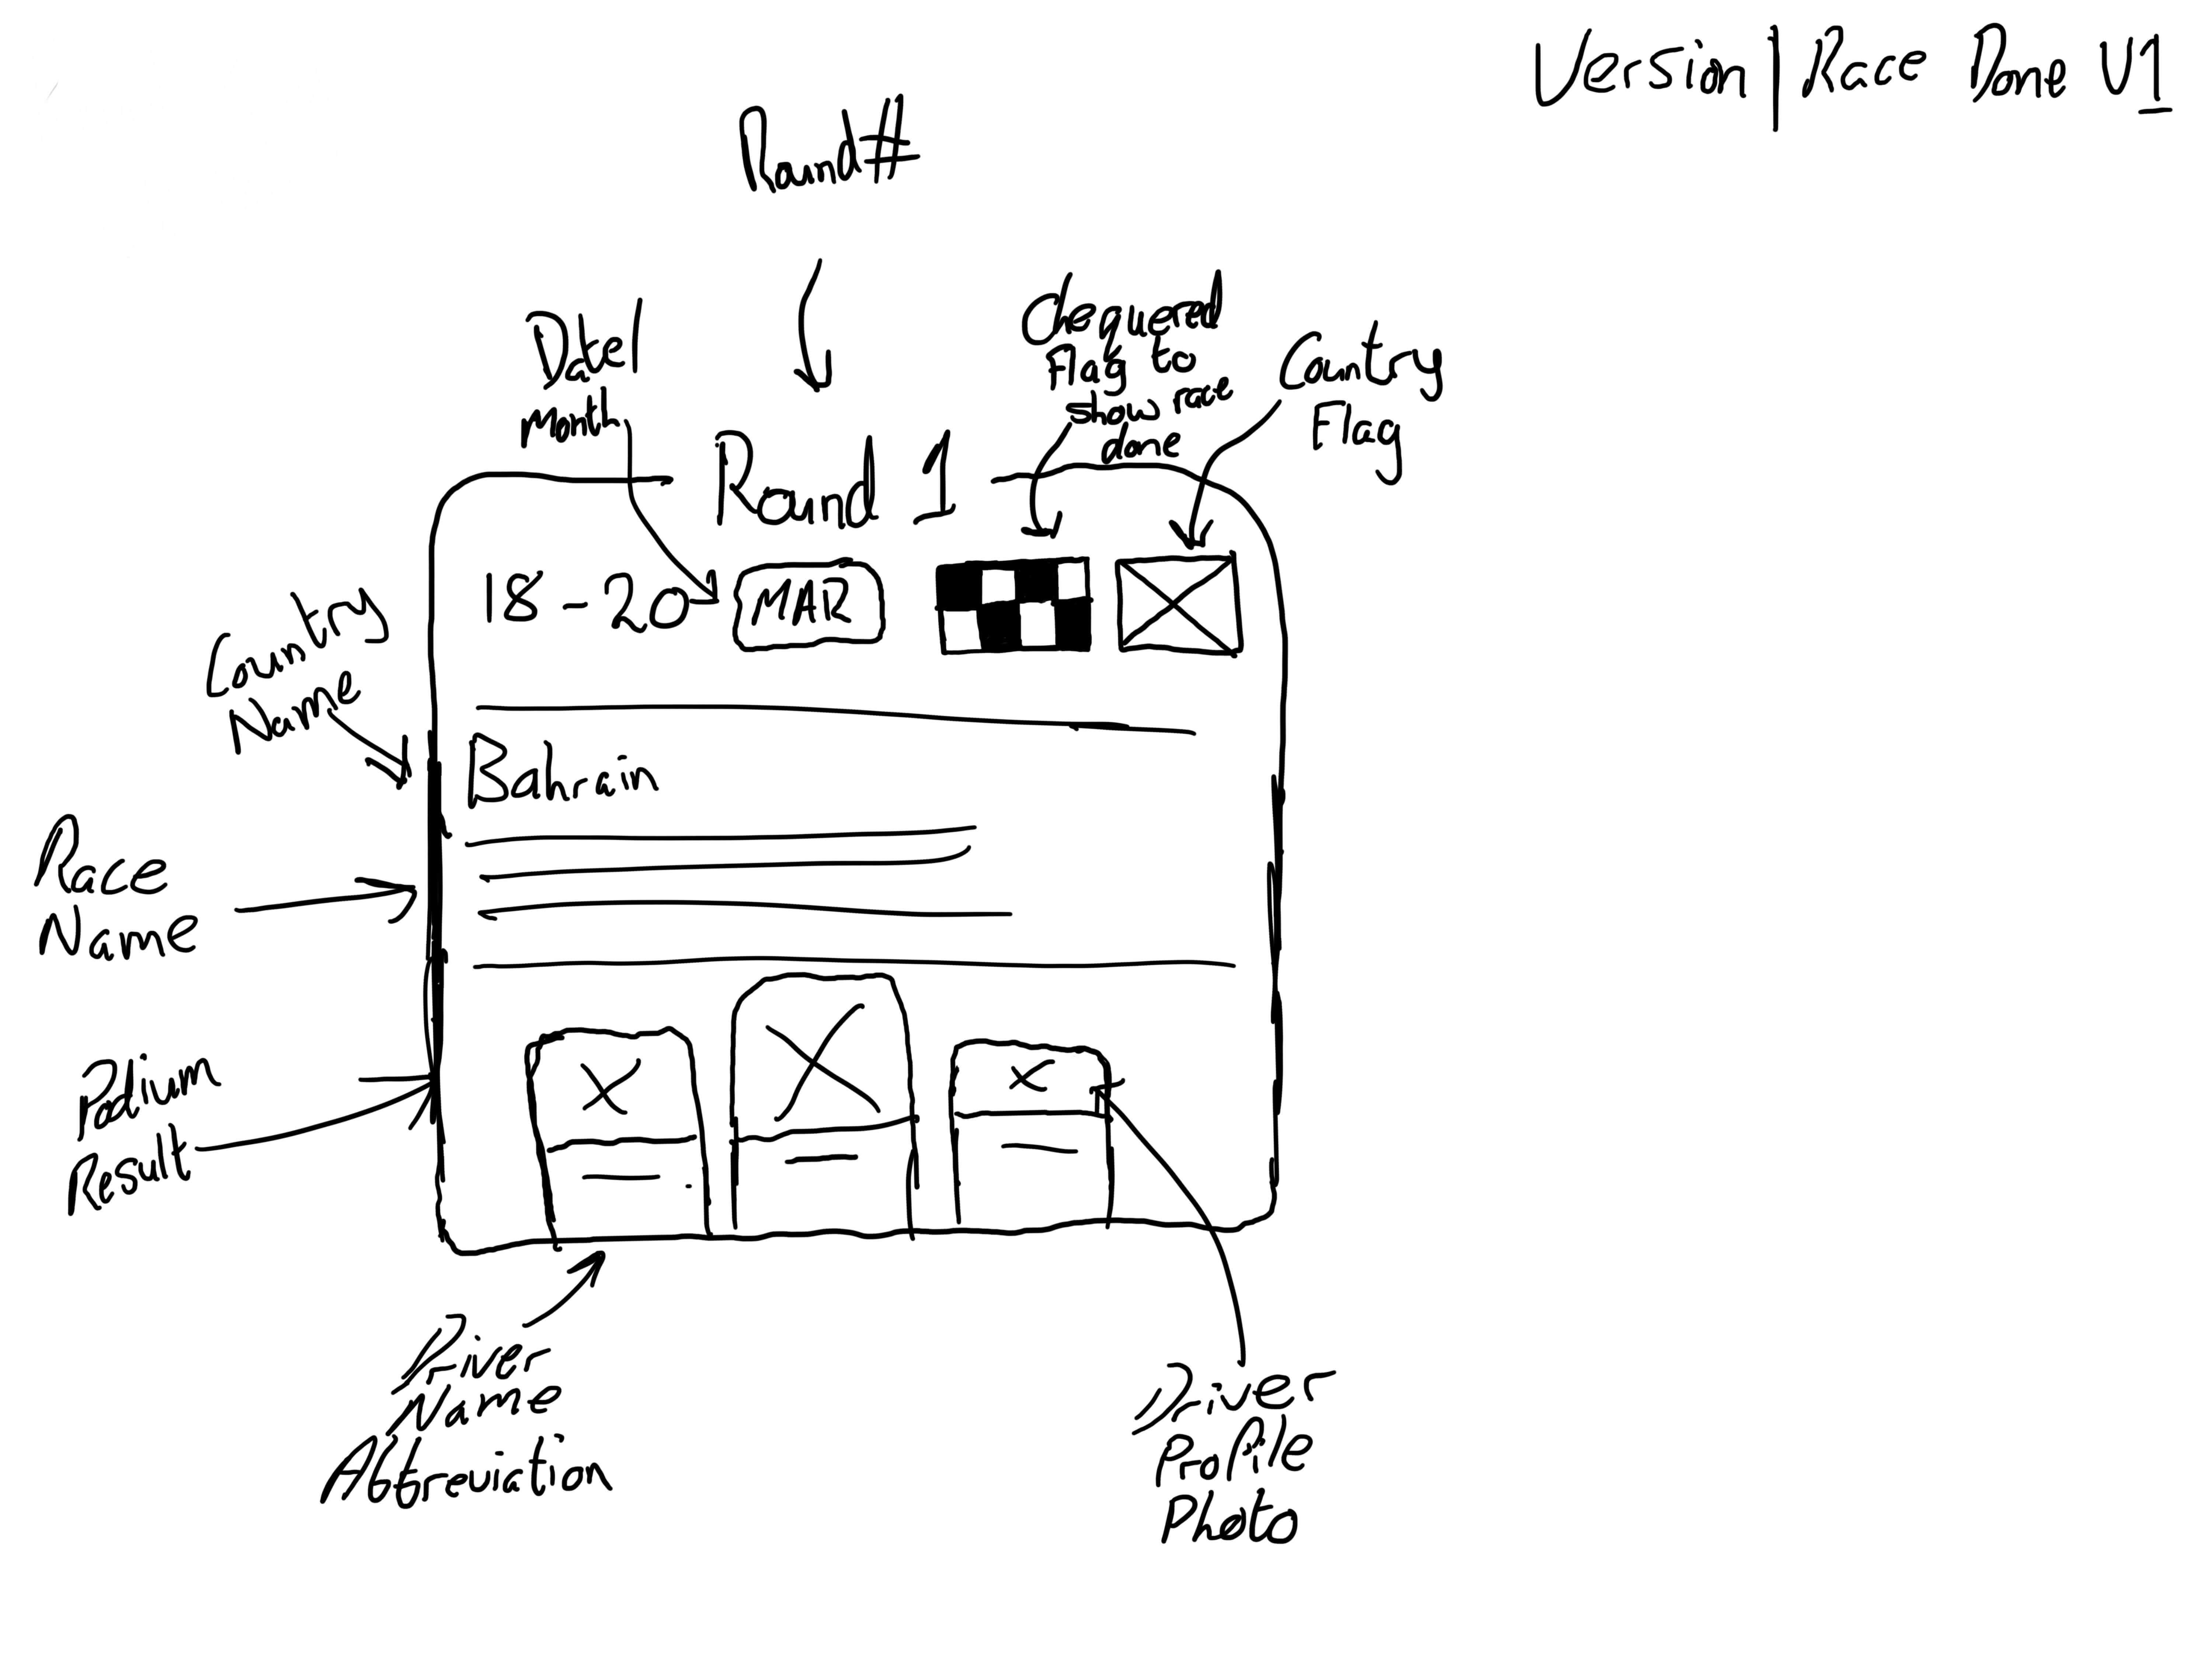 Version | Race Done V1
Round #
Date/
Month
Chequered
Flag to
show race
done
Country
Flag
Round 1
18-20 MAR
Country
Name
Bahrain
Race
Name
Podium
Result
Driver
Name
Abbreviation
Driver
Profile
Photo